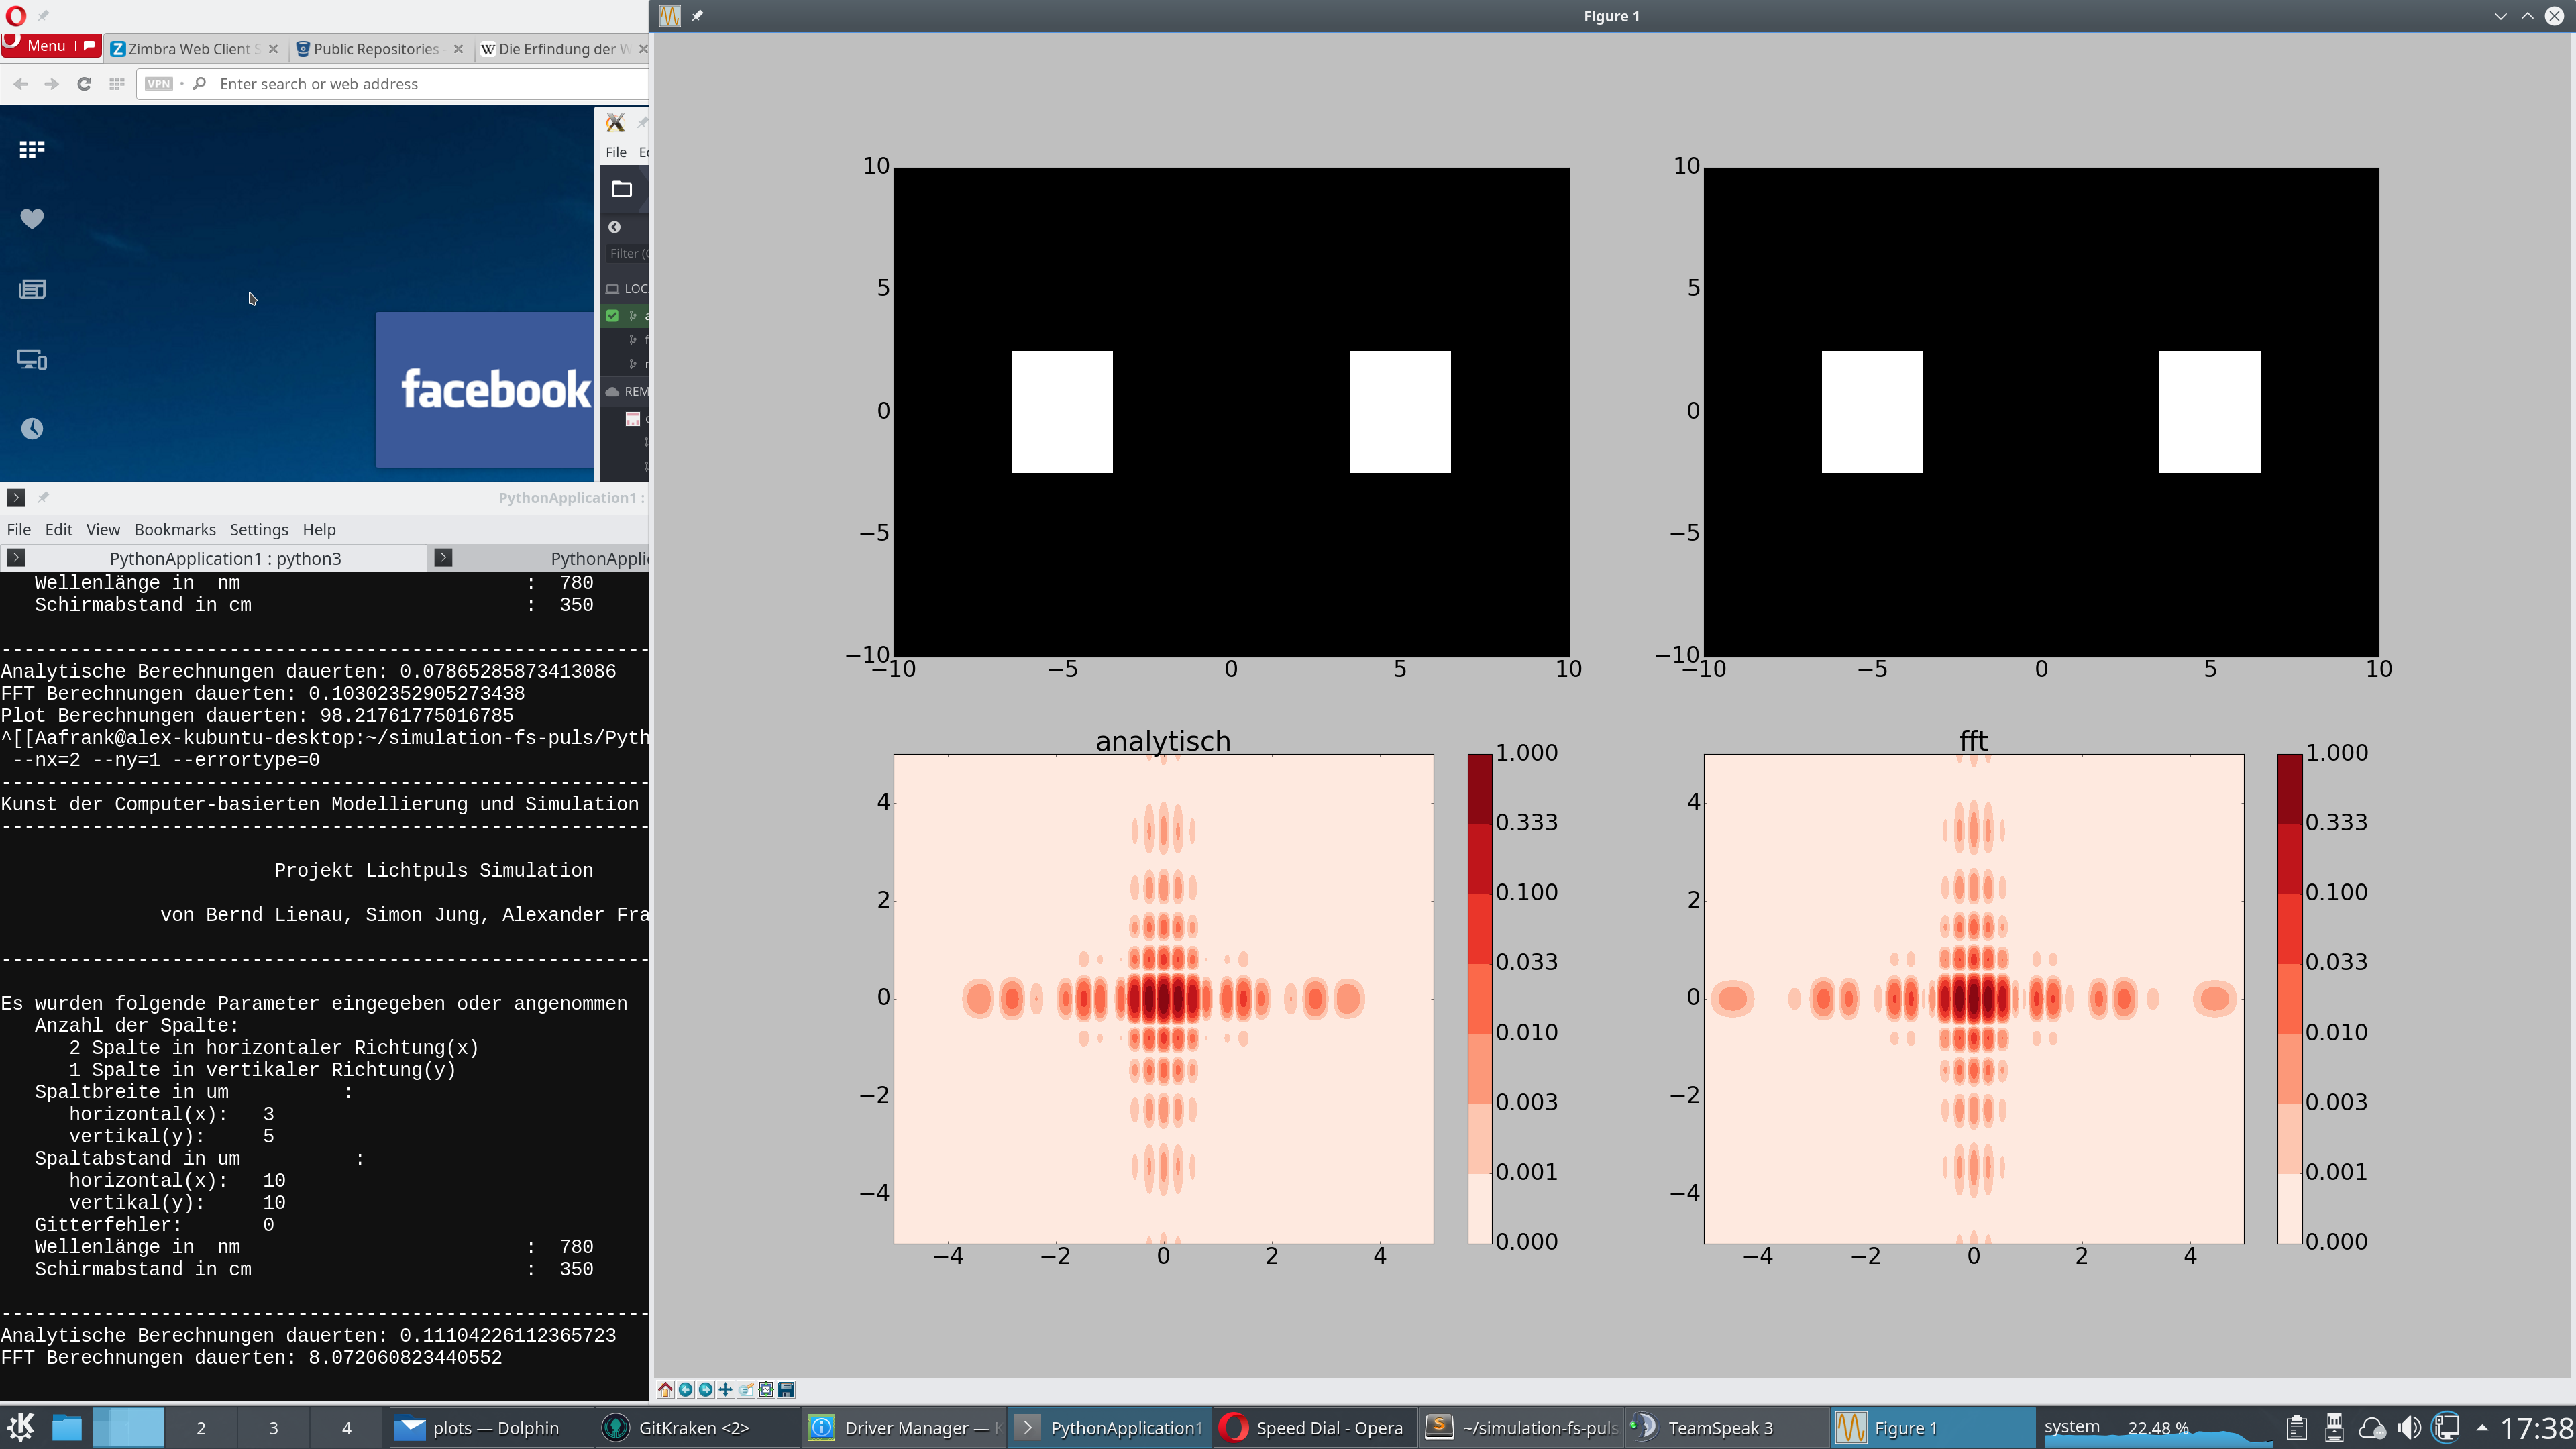 Figure 1
Menu
Zimbra Web Client S
Public Repositories
Die Erfindung der W
VPN
Enter search or web address
File
facebook
Filter
LOC
REM
PythonApplication1 :
File Edit View Bookmarks Settings Help
PythonApplication1 : python3
PythonAppli
Wellenlänge in  nm : 780
Schirmabstand in cm : 350
--------------------------------------------------------
Analytische Berechnungen dauerten: 0.07865285873413086
FFT Berechnungen dauerten: 0.10302352905273438
Plot Berechnungen dauerten: 98.21761775016785
^[[Aafrank@alex-kubuntu-desktop:~/simulation-fs-puls/Pyth
--nx=2 --ny=1 --errortype=0
--------------------------------------------------------
Kunst der Computer-basierten Modellierung und Simulation
--------------------------------------------------------
Projekt Lichtpuls Simulation
von Bernd Lienau, Simon Jung, Alexander Fra
--------------------------------------------------------
Es wurden folgende Parameter eingegeben oder angenommen
Anzahl der Spalte:
2 Spalte in horizontaler Richtung(x)
1 Spalte in vertikaler Richtung(y)
Spaltbreite in um :
horizontal(x): 3
vertikal(y): 5
Spaltabstand in um :
horizontal(x): 10
vertikal(y): 10
Gitterfehler: 0
Wellenlänge in  nm : 780
Schirmabstand in cm : 350
--------------------------------------------------------
Analytische Berechnungen dauerten: 0.11104226112365723
FFT Berechnungen dauerten: 8.072060823440552
10
5
0
−5
−10
−10 −5 0 5 10
10
5
0
−5
−10
−10 −5 0 5 10
analytisch
4
2
0
−2
−4
−4 −2 0 2 4
1.000
0.333
0.100
0.033
0.010
0.003
0.001
0.000
fft
4
2
0
−2
−4
−4 −2 0 2 4
1.000
0.333
0.100
0.033
0.010
0.003
0.001
0.000
2
3
4
plots — Dolphin
GitKraken <2>
Driver Manager — K
PythonApplication1
Speed Dial - Opera
~/simulation-fs-puls
TeamSpeak 3
Figure 1
system 22.48 %
17:38